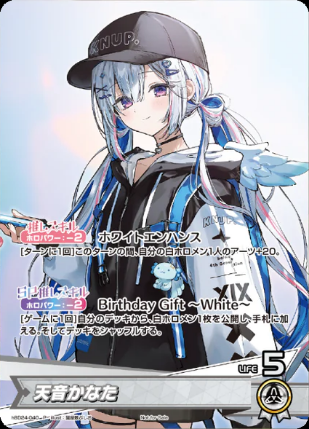 KNUP.
推しスキル
ホロパワー：-2
ホワイトエンハンス
[ターンに1回]このターンの間、自分の白ホロメン1人のアーツ+20。
SP推しスキル
ホロパワー：-2
Birthday Gift ～White～
[ゲームに1回]自分のデッキから、白ホロメン1枚を公開し、手札に加える。そしてデッキをシャッフルする。
XIX
LIFE 5
天音かなた
Not for Sale